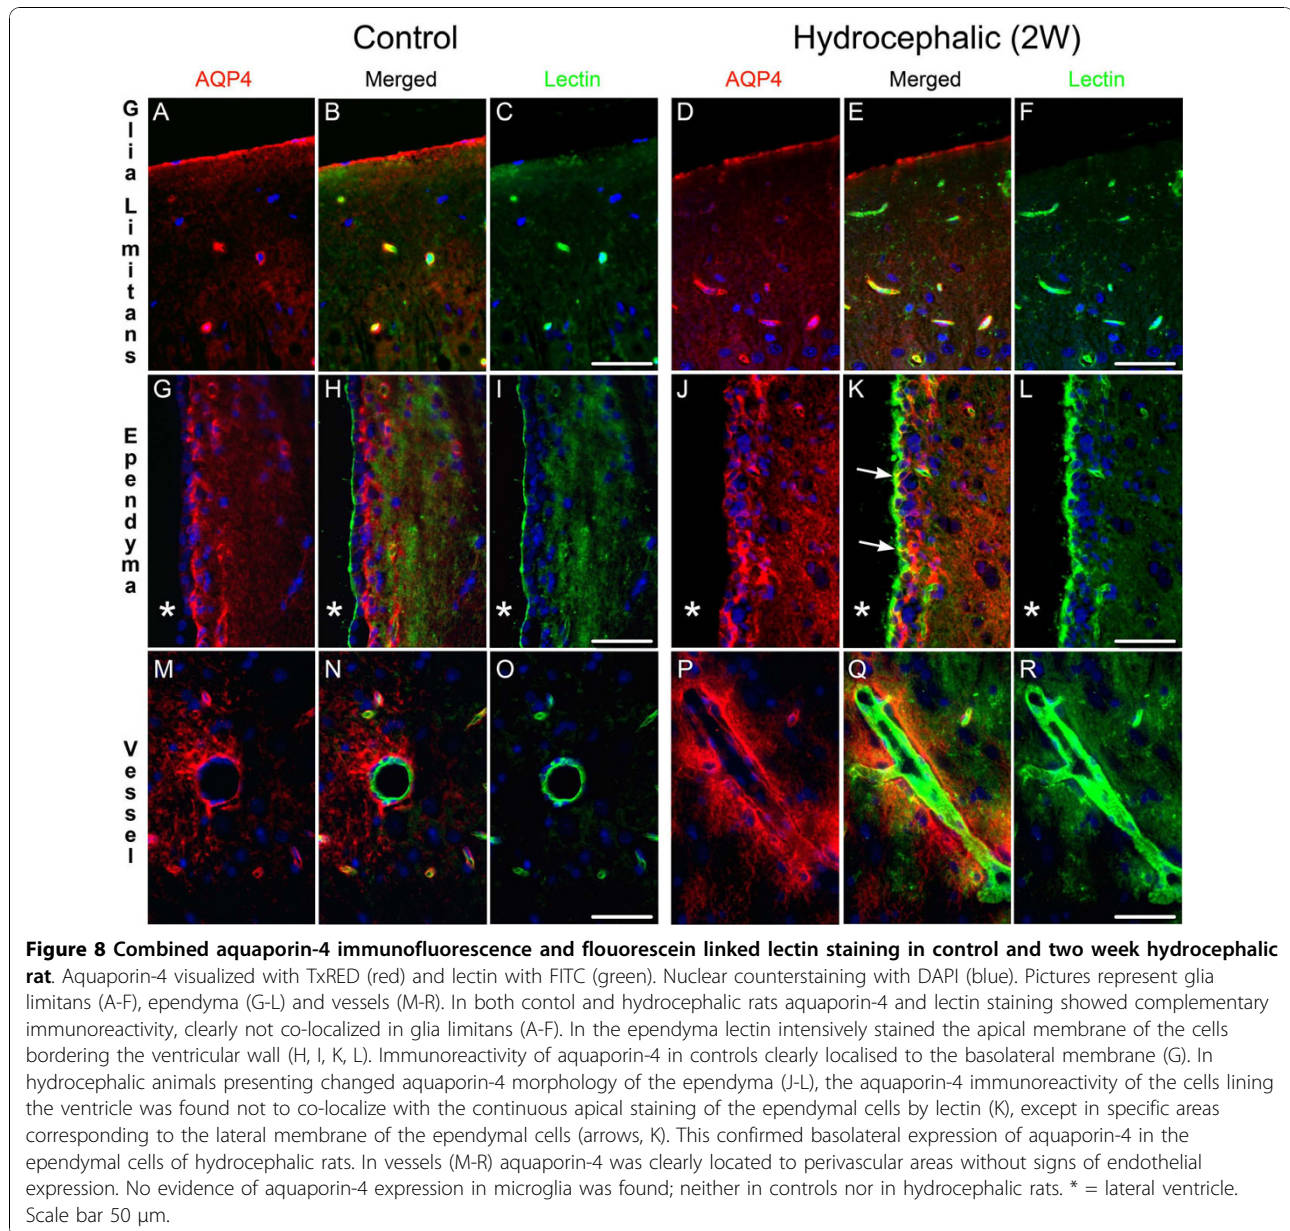 Control Hydrocephalic (2W)
AQP4 Merged Lectin AQP4 Merged Lectin
Glia Limitans
A B C D E F
Ependyma
G H I J K L
* * * * * *
Vessel
M N O P Q R
Figure 8 Combined aquaporin-4 immunofluorescence and flouorescein linked lectin staining in control and two week hydrocephalic
rat. Aquaporin-4 visualized with TxRED (red) and lectin with FITC (green). Nuclear counterstaining with DAPI (blue). Pictures represent glia
limitans (A-F), ependyma (G-L) and vessels (M-R). In both contol and hydrocephalic rats aquaporin-4 and lectin staining showed complementary
immunoreactivity, clearly not co-localized in glia limitans (A-F). In the ependyma lectin intensively stained the apical membrane of the cells
bordering the ventricular wall (H, I, K, L). Immunoreactivity of aquaporin-4 in controls clearly localised to the basolateral membrane (G). In
hydrocephalic animals presenting changed aquaporin-4 morphology of the ependyma (J-L), the aquaporin-4 immunoreactivity of the cells lining
the ventricle was found not to co-localize with the continuous apical staining of the ependymal cells by lectin (K), except in specific areas
corresponding to the lateral membrane of the ependymal cells (arrows, K). This confirmed basolateral expression of aquaporin-4 in the
ependymal cells of hydrocephalic rats. In vessels (M-R) aquaporin-4 was clearly located to perivascular areas without signs of endothelial
expression. No evidence of aquaporin-4 expression in microglia was found; neither in controls nor in hydrocephalic rats. * = lateral ventricle.
Scale bar 50 μm.